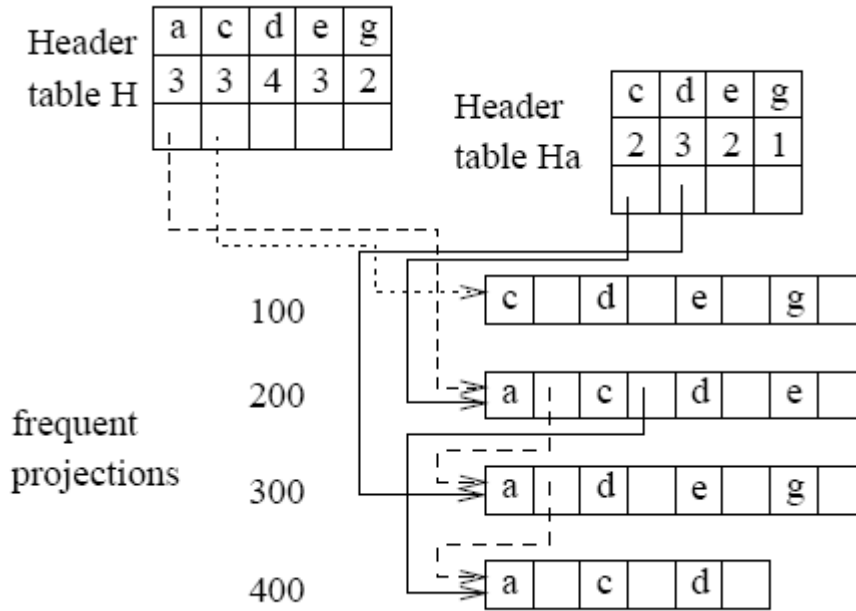 Header table H
a c d e g
3 3 4 3 2
Header table Ha
c d e g
2 3 2 1
frequent projections
100 c d e g
200 a c d e
300 a d e g
400 a c d